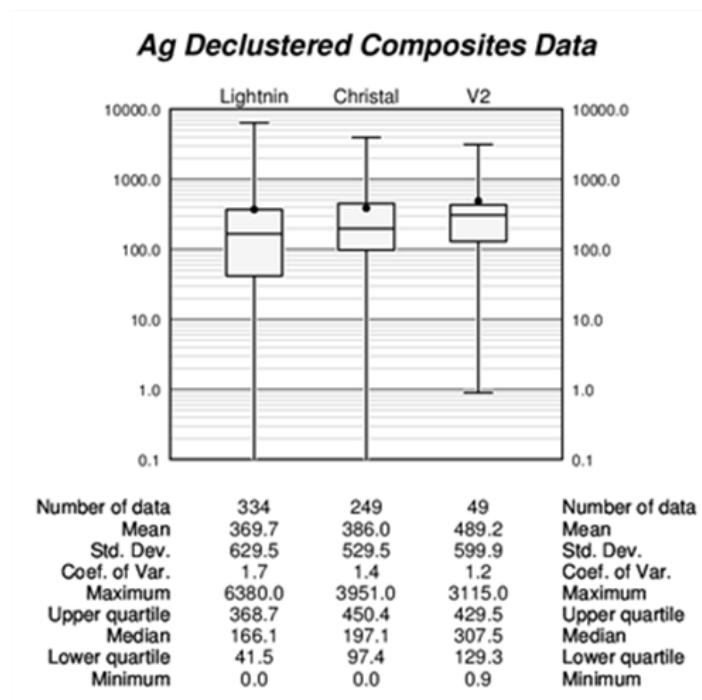 Ag Declustered Composites Data
Lightnin Christal V2
10000.0 10000.0
1000.0 1000.0
100.0 100.0
10.0 10.0
1.0 1.0
0.1 0.1
Number of data 334 249 49 Number of data
Mean 369.7 386.0 489.2 Mean
Std. Dev. 629.5 529.5 599.9 Std. Dev.
Coef. of Var. 1.7 1.4 1.2 Coef. of Var.
Maximum 6380.0 3951.0 3115.0 Maximum
Upper quartile 368.7 450.4 429.5 Upper quartile
Median 166.1 197.1 307.5 Median
Lower quartile 41.5 97.4 129.3 Lower quartile
Minimum 0.0 0.0 0.9 Minimum